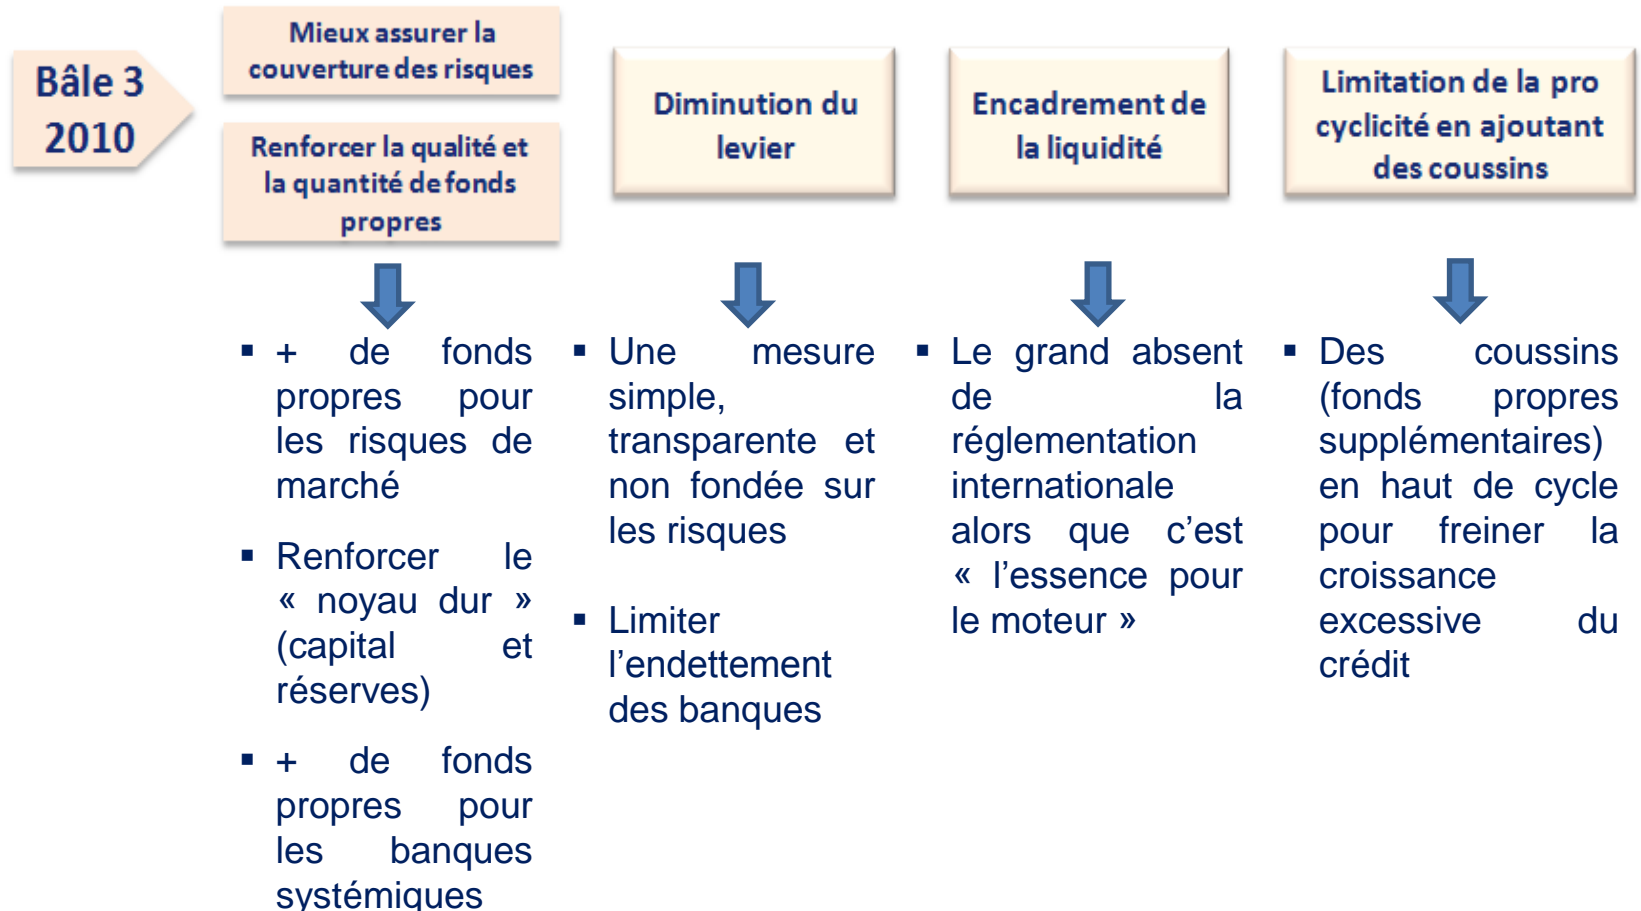 Bâle 3
2010
Mieux assurer la
couverture des risques
Renforcer la qualité et
la quantité de fonds
propres
Diminution du
levier
Encadrement de
la liquidité
Limitation de la pro
cyclicité en ajoutant
des coussins
▪ + de fonds
propres pour
les risques de
marché
▪ Renforcer le
« noyau dur »
(capital et
réserves)
▪ + de fonds
propres pour
les banques
systémiques
▪ Une mesure
simple,
transparente et
non fondée sur
les risques
▪ Limiter
l’endettement
des banques
▪ Le grand absent
de la
réglementation
internationale
alors que c’est
« l’essence pour
le moteur »
▪ Des coussins
(fonds propres
supplémentaires)
en haut de cycle
pour freiner la
croissance
excessive du
crédit